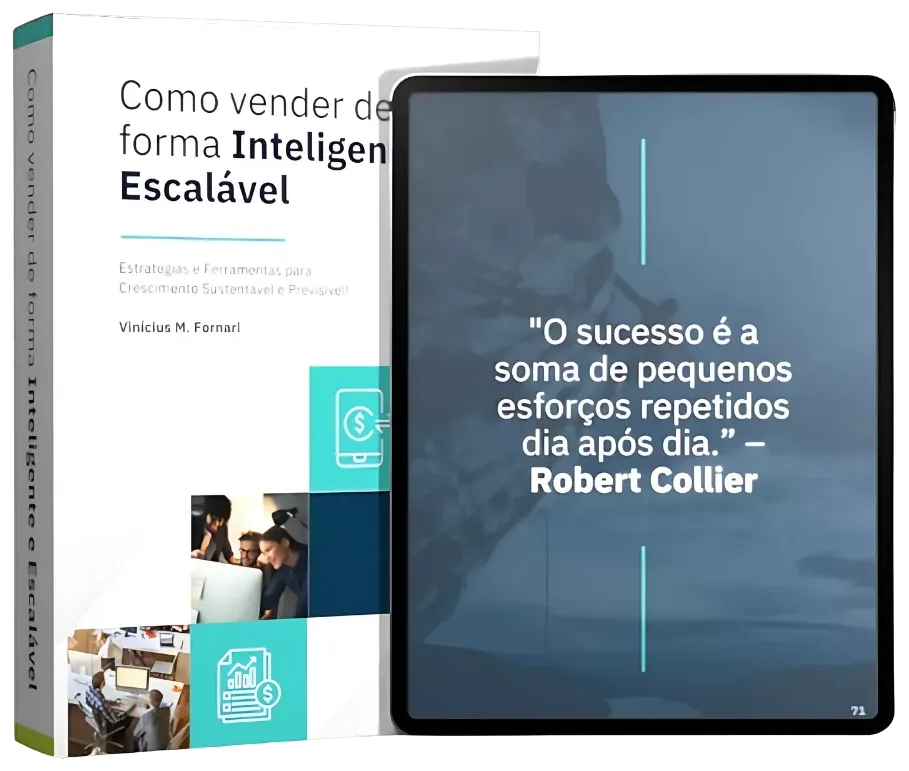 Como vender de forma Inteligente e Escalável
Como vender de
forma Inteligen
Escalável
Estratégias e Ferramentas para
Crescimento Sustentável e Previsível!
Vinícius M. Fornari
$
$
"O sucesso é a
soma de pequenos
esforços repetidos
dia após dia.” –
Robert Collier
71